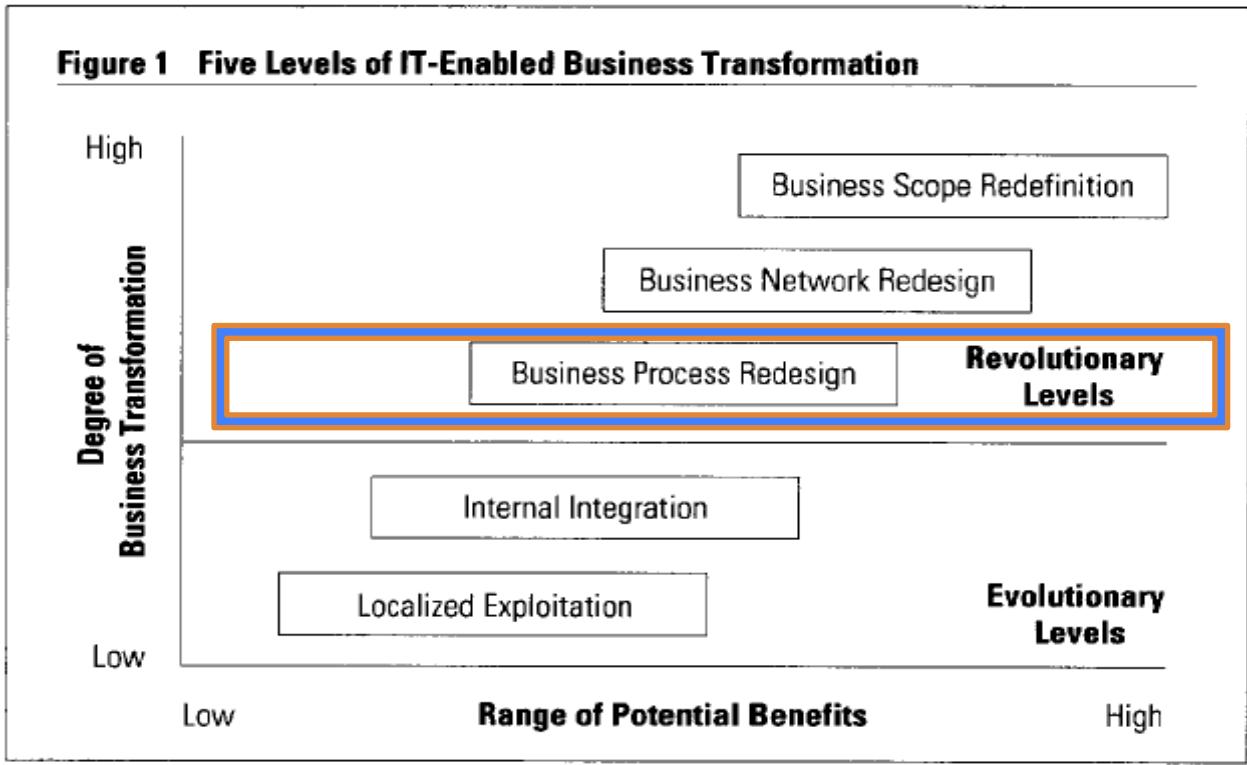 Figure 1 Five Levels of IT-Enabled Business Transformation
High
Business Scope Redefinition
Business Network Redesign
Business Process Redesign
Revolutionary
Levels
Degree of
Business Transformation
Internal Integration
Localized Exploitation
Evolutionary
Levels
Low
Low
Range of Potential Benefits
High